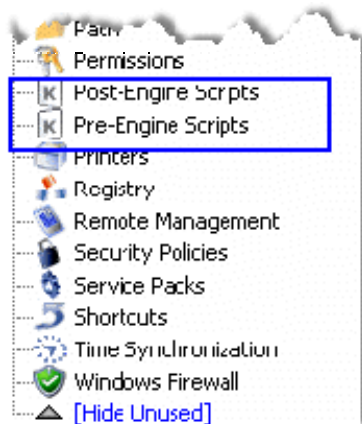 Path
Permissions
Post-Engine Scripts
Pre-Engine Scripts
Printers
Registry
Remote Management
Security Policies
Service Packs
Shortcuts
Time Synchronization
Windows Firewall
[Hide Unused]